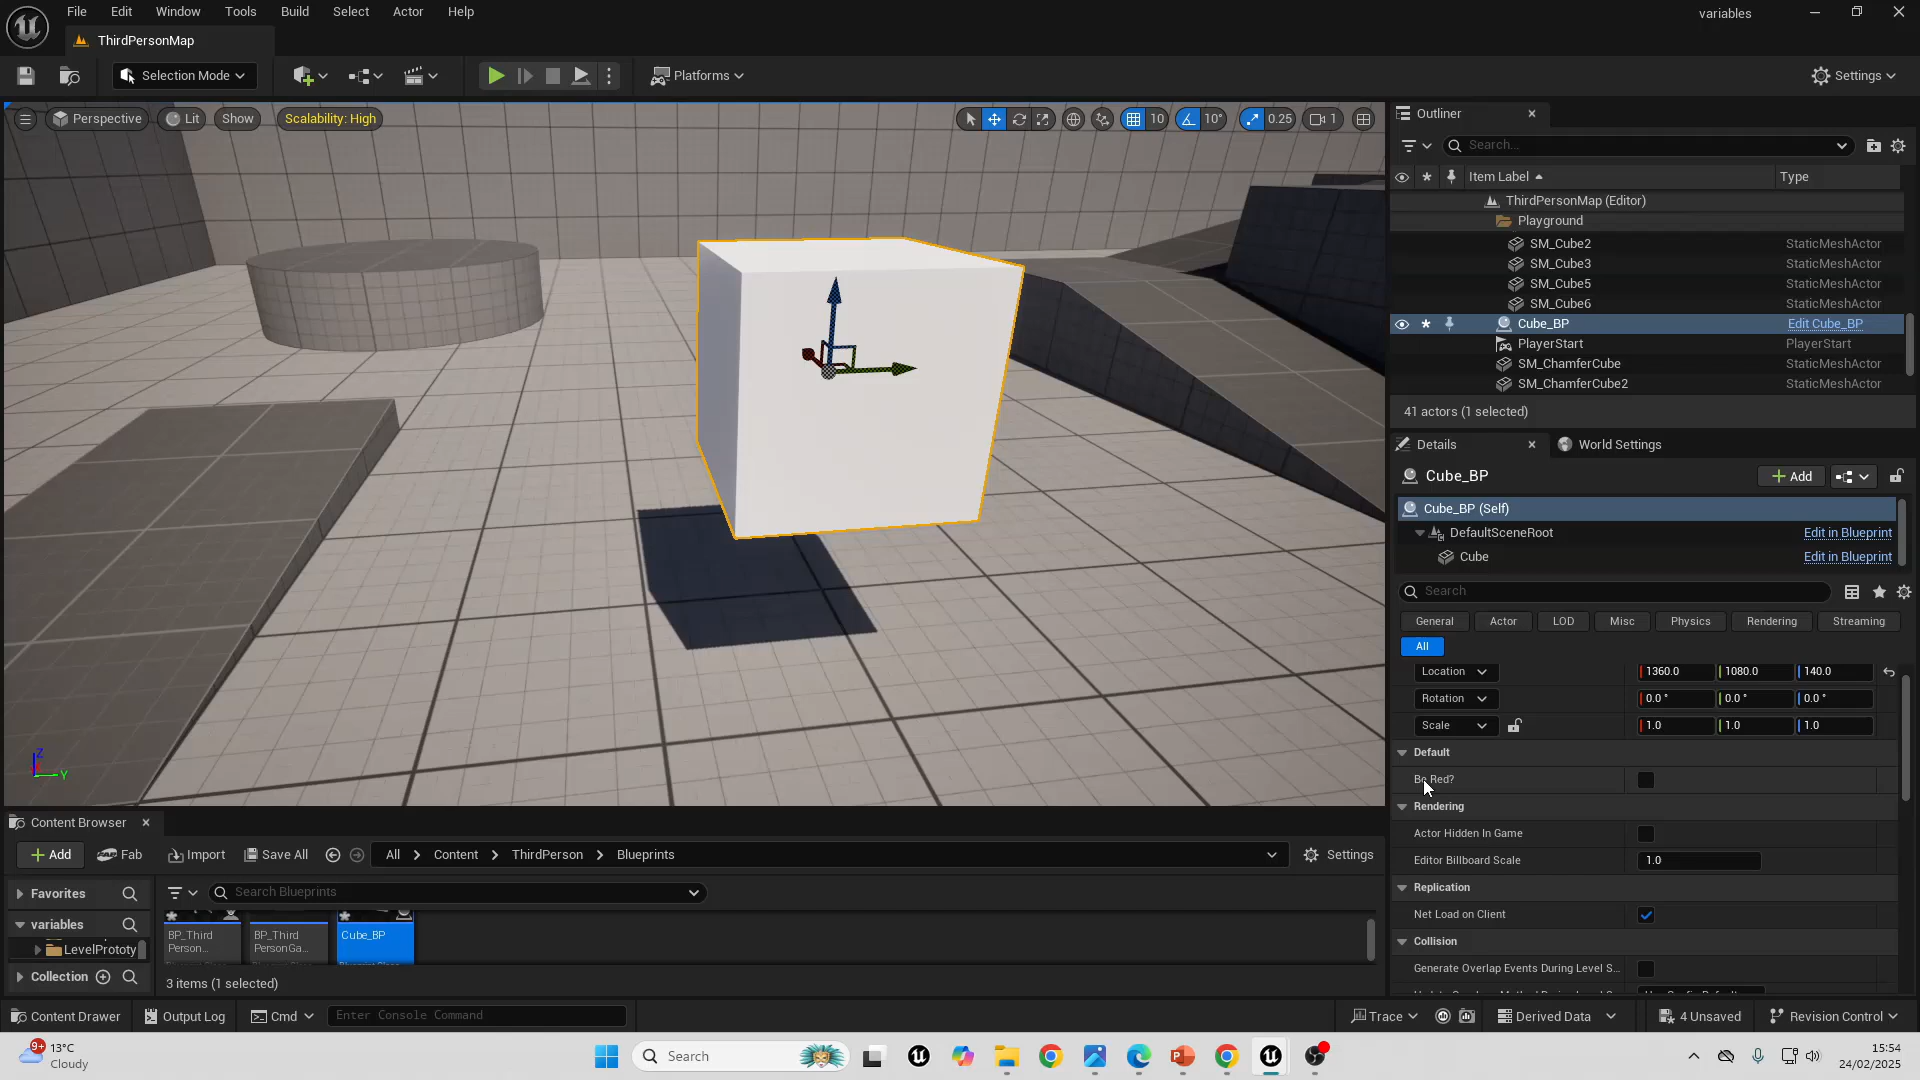 File Edit Window Tools Build Select Actor Help
variables
ThirdPersonMap
Selection Mode
Platforms
Settings
Perspective
Lit
Show
Scalability: High
10
10°
0.25
1
Z
Y
Outliner
Search...
Item Label
Type
ThirdPersonMap (Editor)
Playground
SM_Cube2 StaticMeshActor
SM_Cube3 StaticMeshActor
SM_Cube5 StaticMeshActor
SM_Cube6 StaticMeshActor
Cube_BP Edit Cube_BP
PlayerStart PlayerStart
SM_ChamferCube StaticMeshActor
SM_ChamferCube2 StaticMeshActor
41 actors (1 selected)
Details
World Settings
Cube_BP
Add
Cube_BP (Self)
DefaultSceneRoot Edit in Blueprint
Cube Edit in Blueprint
Search
General Actor LOD Misc Physics Rendering Streaming
All
Location 1360.0 1080.0 140.0
Rotation 0.0 ° 0.0 ° 0.0 °
Scale 1.0 1.0 1.0
Default
Be Red?
Rendering
Actor Hidden In Game
Editor Billboard Scale 1.0
Replication
Net Load on Client
Collision
Generate Overlap Events During Level S...
Content Browser
Add Fab Import Save All All Content ThirdPerson Blueprints Settings
Favorites
Search Blueprints
variables
LevelPrototy
Collection
BP_Third
Person...
BP_Third
PersonGa...
Cube_BP
3 items (1 selected)
Content Drawer Output Log Cmd Enter Console Command Trace Derived Data 4 Unsaved Revision Control
9+
13°C
Cloudy
Search
15:54
24/02/2025